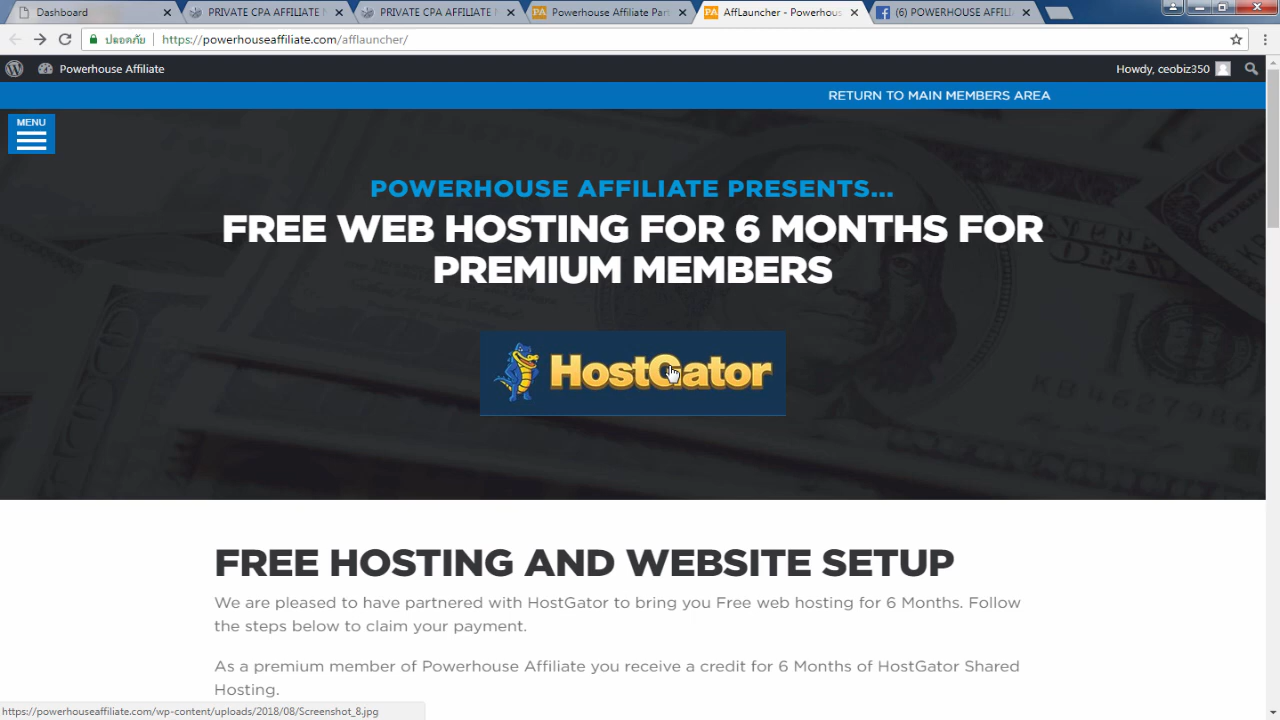 Dashboard
PRIVATE CPA AFFILIATE
PRIVATE CPA AFFILIATE
PA Powerhouse Affiliate Par
PA AffLauncher - Powerhous
f (6) POWERHOUSE AFFILI
ปลอดภัย https://powerhouseaffiliate.com/afflauncher/
Powerhouse Affiliate
Howdy, ceobiz350
RETURN TO MAIN MEMBERS AREA
MENU
POWERHOUSE AFFILIATE PRESENTS...
FREE WEB HOSTING FOR 6 MONTHS FOR
PREMIUM MEMBERS
HostGator
FREE HOSTING AND WEBSITE SETUP
We are pleased to have partnered with HostGator to bring you Free web hosting for 6 Months. Follow
the steps below to claim your payment.
As a premium member of Powerhouse Affiliate you receive a credit for 6 Months of HostGator Shared
Hosting.
https://powerhouseaffiliate.com/wp-content/uploads/2018/08/Screenshot_8.jpg